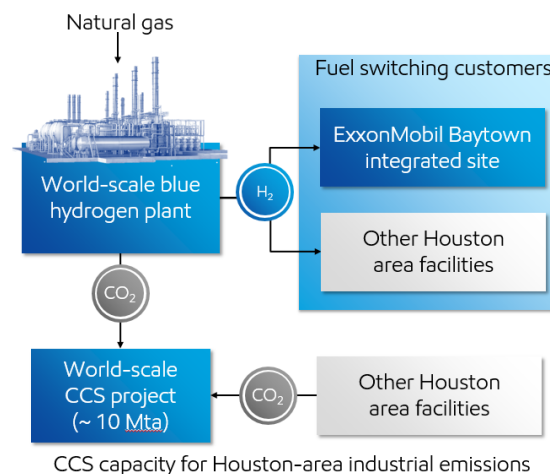 Natural gas
Fuel switching customers
ExxonMobil Baytown
integrated site
World-scale blue
hydrogen plant
H₂
Other Houston
area facilities
CO₂
World-scale
CCS project
(~ 10 Mta)
CO₂
Other Houston
area facilities
CCS capacity for Houston-area industrial emissions